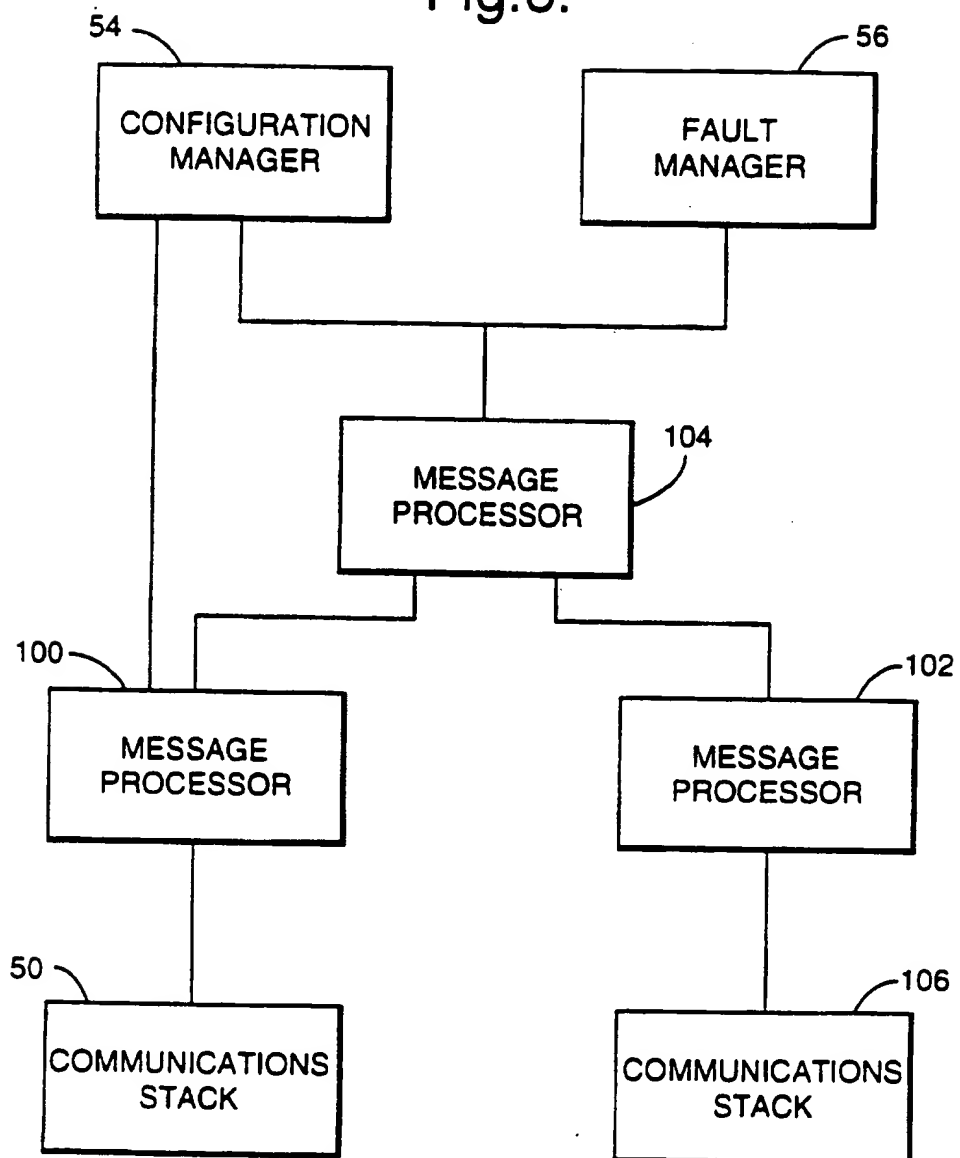 54
56
CONFIGURATION
MANAGER
FAULT
MANAGER
104
MESSAGE
PROCESSOR
100
102
MESSAGE
PROCESSOR
MESSAGE
PROCESSOR
50
106
COMMUNICATIONS
STACK
COMMUNICATIONS
STACK